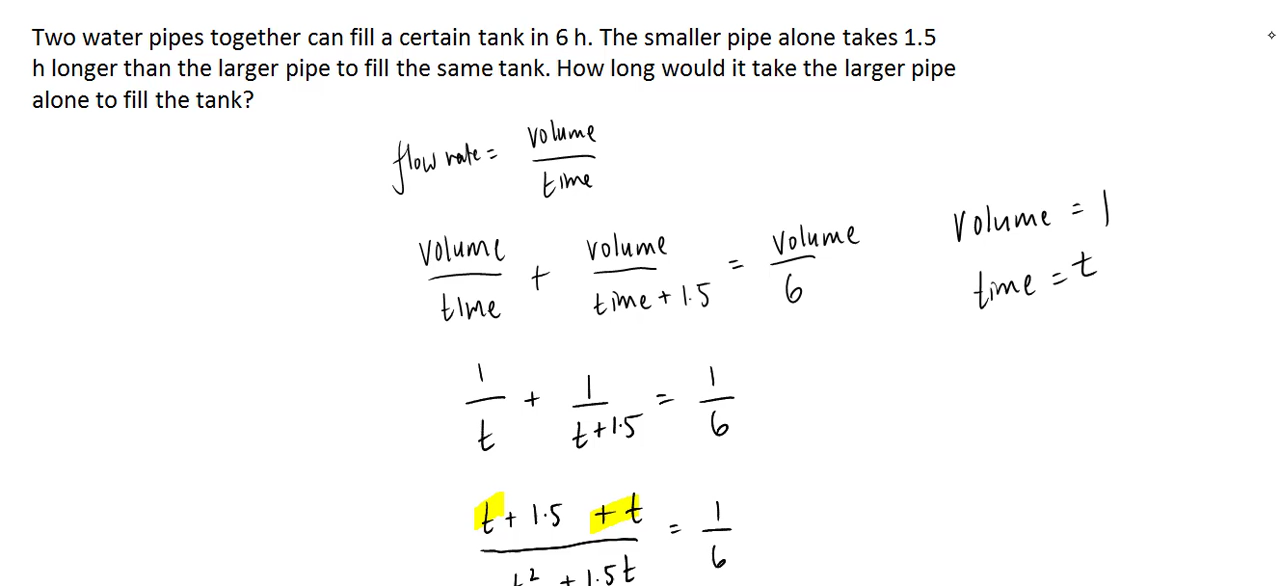 Two water pipes together can fill a certain tank in 6 h. The smaller pipe alone takes 1.5
h longer than the larger pipe to fill the same tank. How long would it take the larger pipe
alone to fill the tank?
flow rate = volume / time
volume / time + volume / time + 1.5 = volume / 6
volume = 1
time = t
1 / t + 1 / t + 1.5 = 1 / 6
t + 1.5 + t / t² + 1.5t = 1 / 6